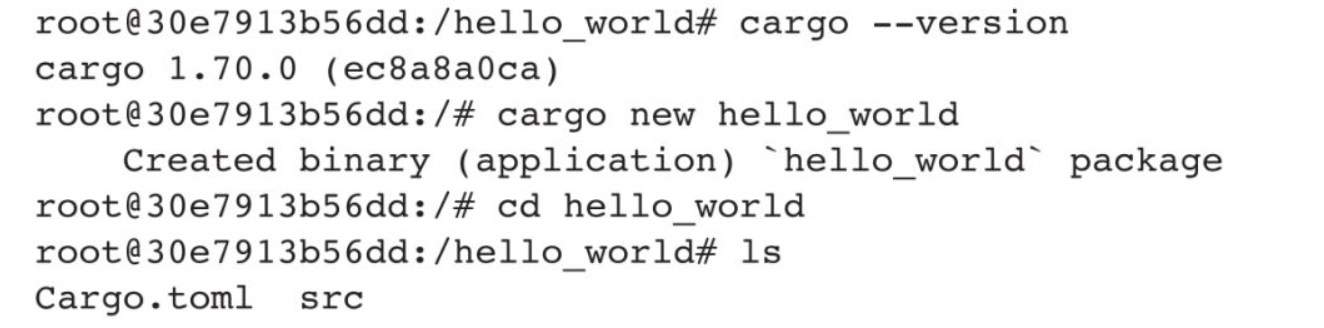 root@30e7913b56dd:/hello_world# cargo --version
cargo 1.70.0 (ec8a8a0ca)
root@30e7913b56dd:/# cargo new hello_world
    Created binary (application) `hello_world` package
root@30e7913b56dd:/# cd hello_world
root@30e7913b56dd:/hello_world# ls
Cargo.toml  src